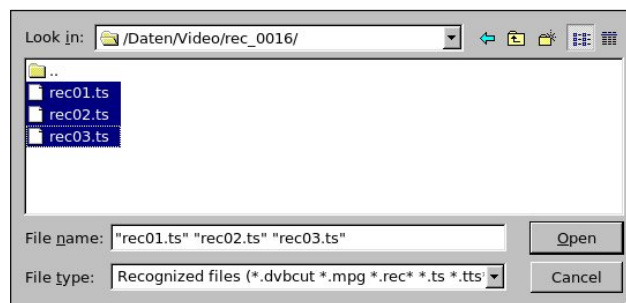 Look in: /Daten/Video/rec_0016/
..
rec01.ts
rec02.ts
rec03.ts
File name: "rec01.ts" "rec02.ts" "rec03.ts" Open
File type: Recognized files (*.dvbcut *.mpg *.rec* *.ts *.tts* Cancel